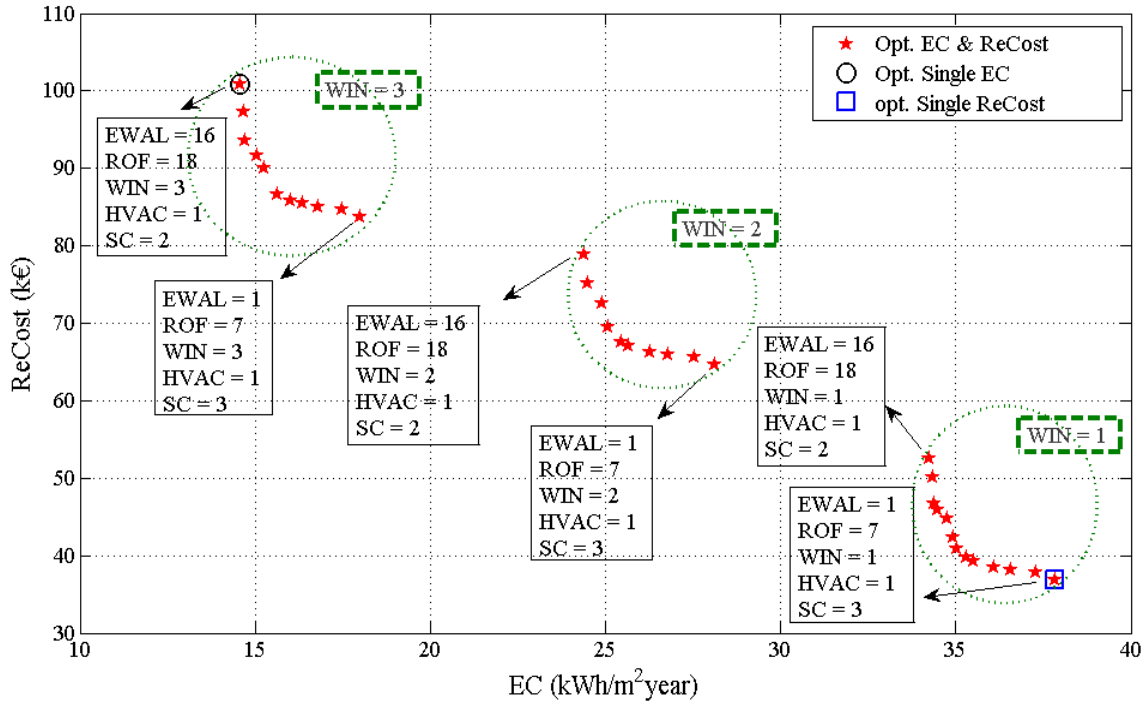 110
100
90
80
70
60
50
40
30
ReCost (k€)
10
15
20
25
30
35
40
EC (kWh/m²year)
Opt. EC & ReCost
Opt. Single EC
opt. Single ReCost
WIN = 3
EWAL = 16
ROF = 18
WIN = 3
HVAC = 1
SC = 2
EWAL = 1
ROF = 7
WIN = 3
HVAC = 1
SC = 3
WIN = 2
EWAL = 16
ROF = 18
WIN = 2
HVAC = 1
SC = 2
EWAL = 1
ROF = 7
WIN = 2
HVAC = 1
SC = 3
WIN = 1
EWAL = 16
ROF = 18
WIN = 1
HVAC = 1
SC = 2
EWAL = 1
ROF = 7
WIN = 1
HVAC = 1
SC = 3